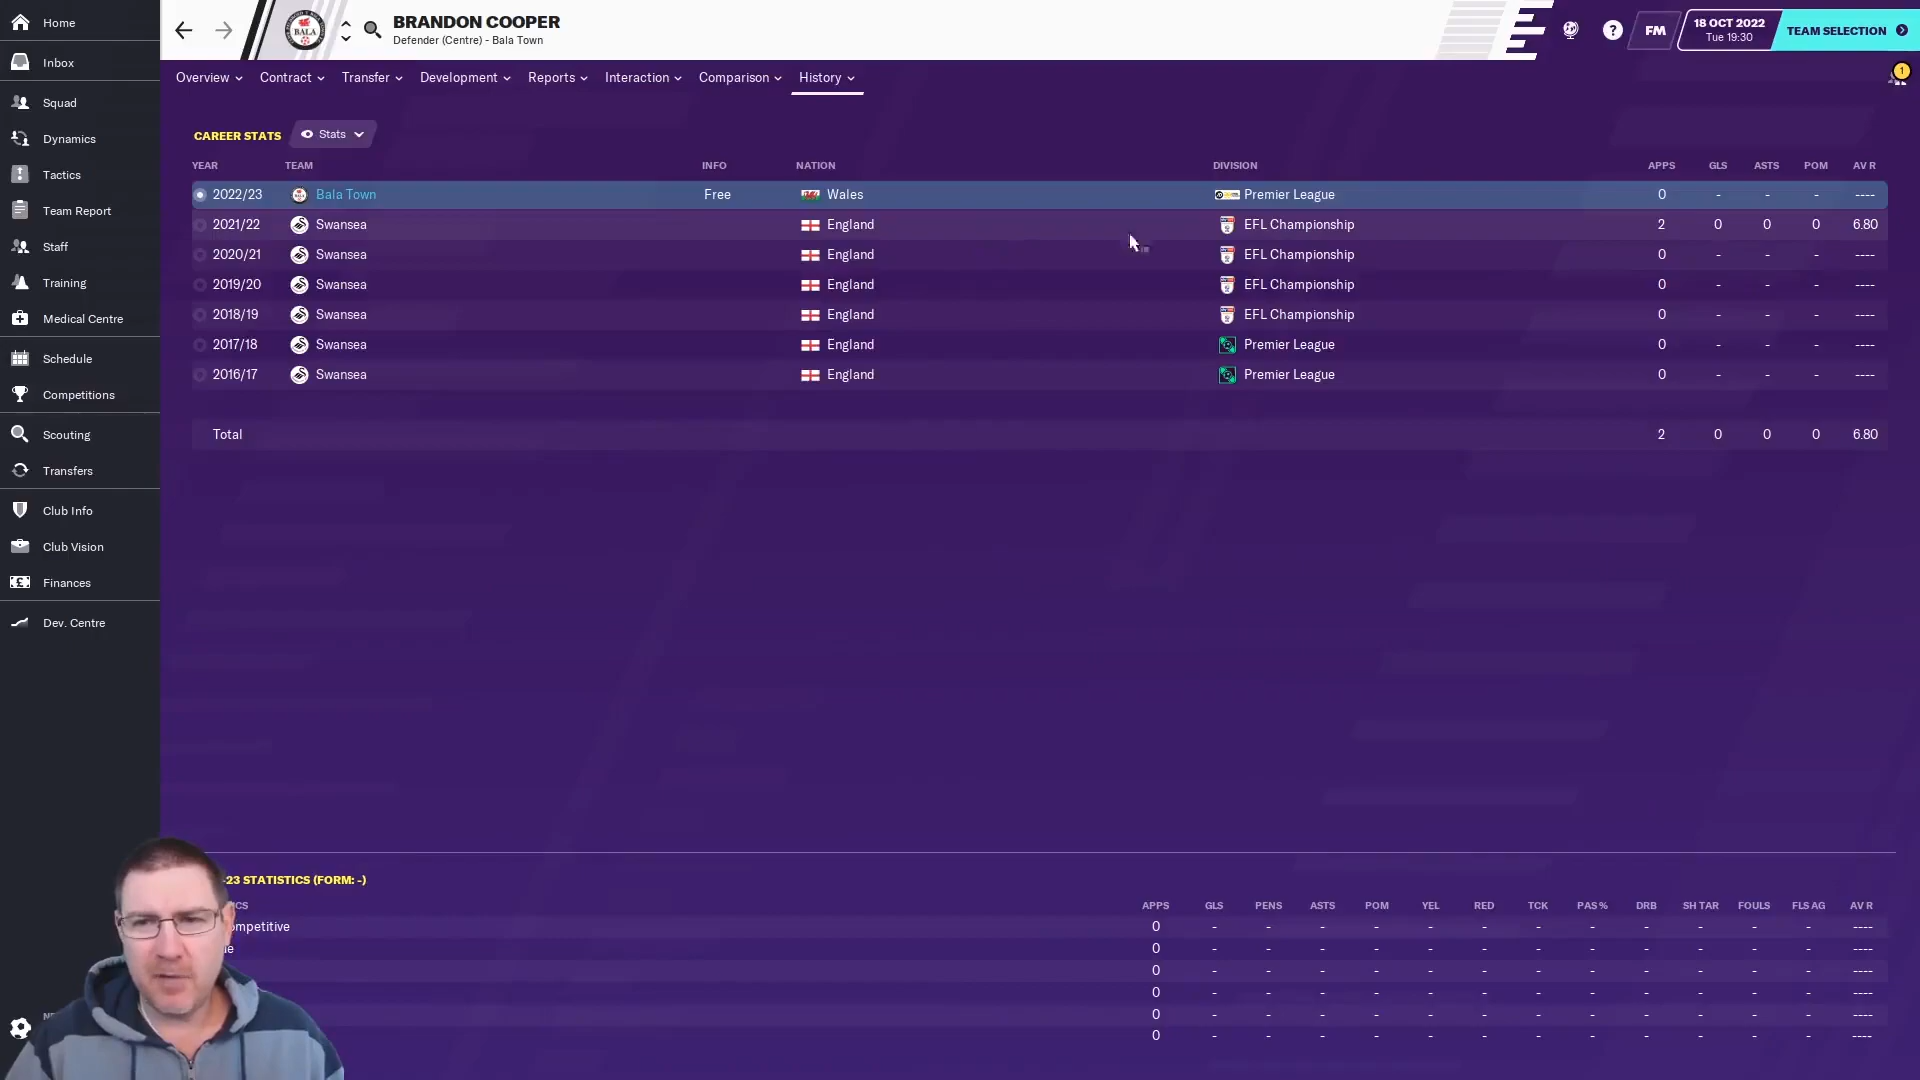 Home
Inbox
Squad
Dynamics
Tactics
Team Report
Staff
Training
Medical Centre
Schedule
Competitions
Scouting
Transfers
Club Info
Club Vision
Finances
Dev. Centre
BALA
BRANDON COOPER
Defender (Centre) - Bala Town
?
FM
18 OCT 2022
Tue 19:30
TEAM SELECTION
Overview Contract Transfer Development Reports Interaction Comparison History
1
CAREER STATS Stats
YEAR TEAM INFO NATION DIVISION APPS GLS ASTS POM AV R
2022/23 Bala Town Free Wales Premier League 0 - - - ----
2021/22 Swansea England EFL Championship 2 0 0 0 6.80
2020/21 Swansea England EFL Championship 0 - - - ----
2019/20 Swansea England EFL Championship 0 - - - ----
2018/19 Swansea England EFL Championship 0 - - - ----
2017/18 Swansea England Premier League 0 - - - ----
2016/17 Swansea England Premier League 0 - - - ----
Total 2 0 0 0 6.80
-23 STATISTICS (FORM: -)
ICS APPS GLS PENS ASTS POM YEL RED TCK PAS % DRB SH TAR FOULS FLS AG AV R
ompetitive 0 - - - - - - - - - - - - ----
ue 0 - - - - - - - - - - - - ----
0 - - - - - - - - - - - - ----
0 - - - - - - - - - - - - ----
0 - - - - - - - - - - - - ----
0 - - - - - - - - - - - - ----